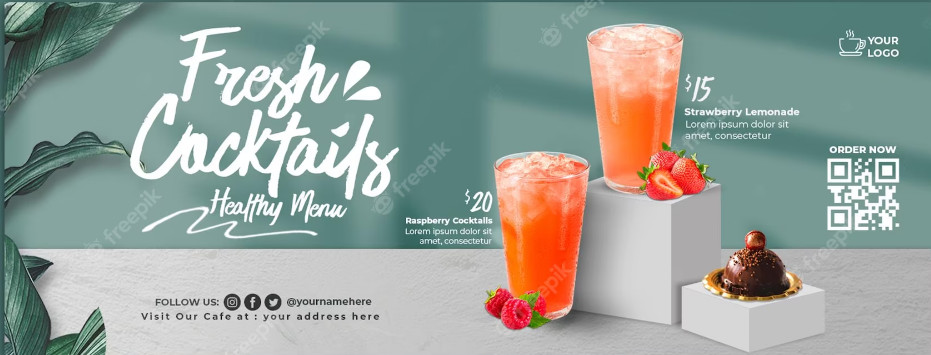 Fresh
Cocktails
Healthy Menu
$20
Raspberry Cocktails
Lorem ipsum dolor sit
amet, consectetur
$15
Strawberry Lemonade
Lorem ipsum dolor sit
amet, consectetur
YOUR
LOGO
ORDER NOW
FOLLOW US: @yournamehere
Visit Our Cafe at : your address here
freepik
freepik
freepik
freepik
freepik
freepik